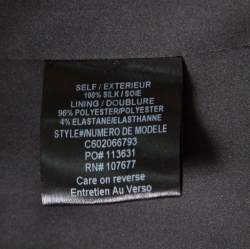 SELF / EXTERIEUR
100% SILK / SOIE
LINING / DOUBLURE
96% POLYESTER/POLYESTER
4% ELASTANE/ELASTHANNE
STYLE#/NUMERO DE MODELE
C602066793
PO# 113631
RN# 107677
Care on reverse
Entretien Au Verso